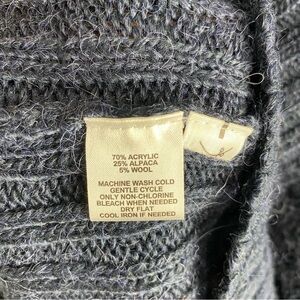 70% ACRYLIC
25% ALPACA
5% WOOL
MACHINE WASH COLD
GENTLE CYCLE
ONLY NON-CHLORINE
BLEACH WHEN NEEDED
DRY FLAT
COOL IRON IF NEEDED